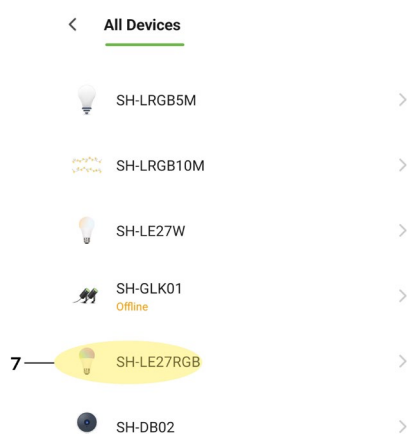 All Devices
SH-LRGB5M
SH-LRGB10M
SH-LE27W
SH-GLK01
Offline
7
SH-LE27RGB
SH-DB02